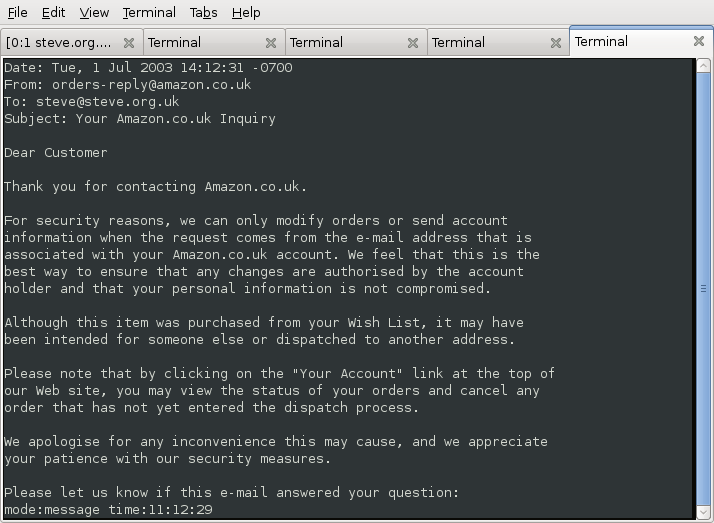 File Edit View Terminal Tabs Help
[0:1 steve.org.... Terminal Terminal Terminal Terminal
Date: Tue, 1 Jul 2003 14:12:31 -0700
From: orders-reply@amazon.co.uk
To: steve@steve.org.uk
Subject: Your Amazon.co.uk Inquiry
Dear Customer
Thank you for contacting Amazon.co.uk.
For security reasons, we can only modify orders or send account
information when the request comes from the e-mail address that is
associated with your Amazon.co.uk account. We feel that this is the
best way to ensure that any changes are authorised by the account
holder and that your personal information is not compromised.
Although this item was purchased from your Wish List, it may have
been intended for someone else or dispatched to another address.
Please note that by clicking on the "Your Account" link at the top of
our Web site, you may view the status of your orders and cancel any
order that has not yet entered the dispatch process.
We apologise for any inconvenience this may cause, and we appreciate
your patience with our security measures.
Please let us know if this e-mail answered your question:
mode:message time:11:12:29